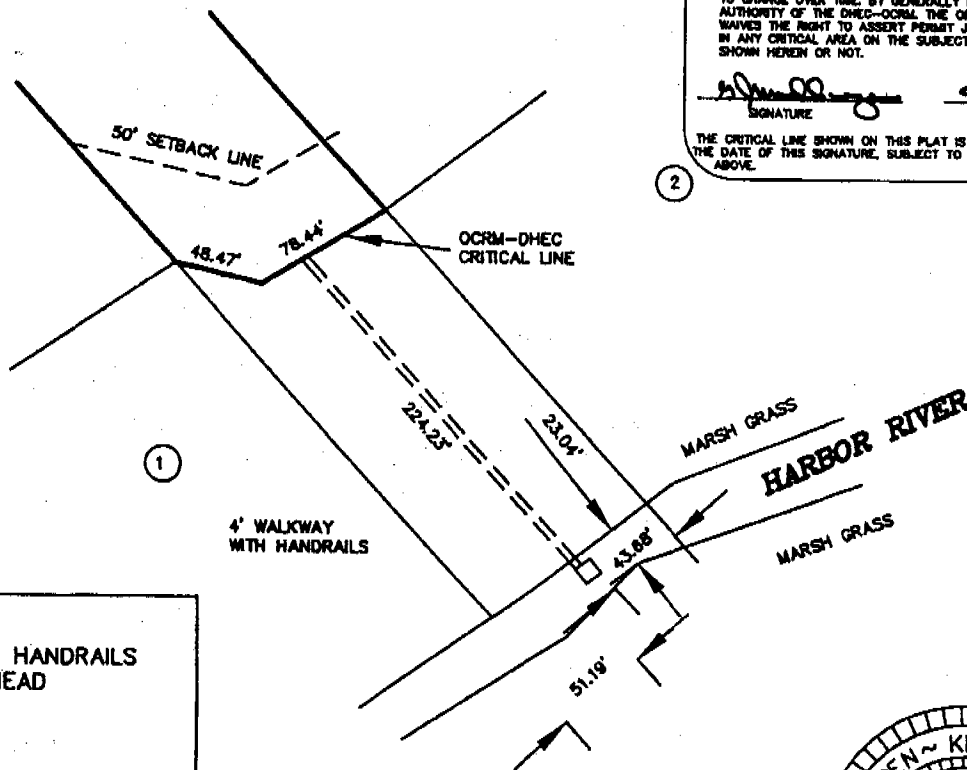 AUTHORITY OF THE DHEC-OCRM. THE
WAIVES THE RIGHT TO ASSERT PERMIT
IN ANY CRITICAL AREA ON THE SUBJECT
SHOWN HEREIN OR NOT.
SIGNATURE
THE CRITICAL LINE SHOWN ON THIS PLAT IS
THE DATE OF THIS SIGNATURE, SUBJECT TO
ABOVE.
2
50' SETBACK LINE
48.47'
78.44'
OCRM-DHEC
CRITICAL LINE
224.23'
23.04'
MARSH GRASS
HARBOR RIVER
MARSH GRASS
1
4' WALKWAY
WITH HANDRAILS
43.68'
51.19'
HANDRAILS